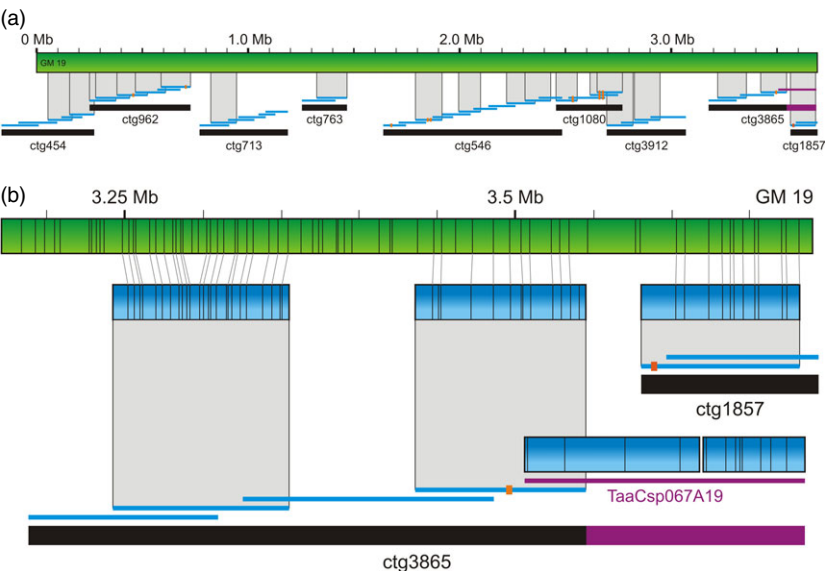 (a)
0 Mb 1.0 Mb 2.0 Mb 3.0 Mb
GM 19
ctg962 ctg763 ctg1080 ctg3865
ctg454 ctg713 ctg546 ctg3912 ctg1857
(b)
3.25 Mb 3.5 Mb GM 19
ctg1857
TaaCsp067A19
ctg3865